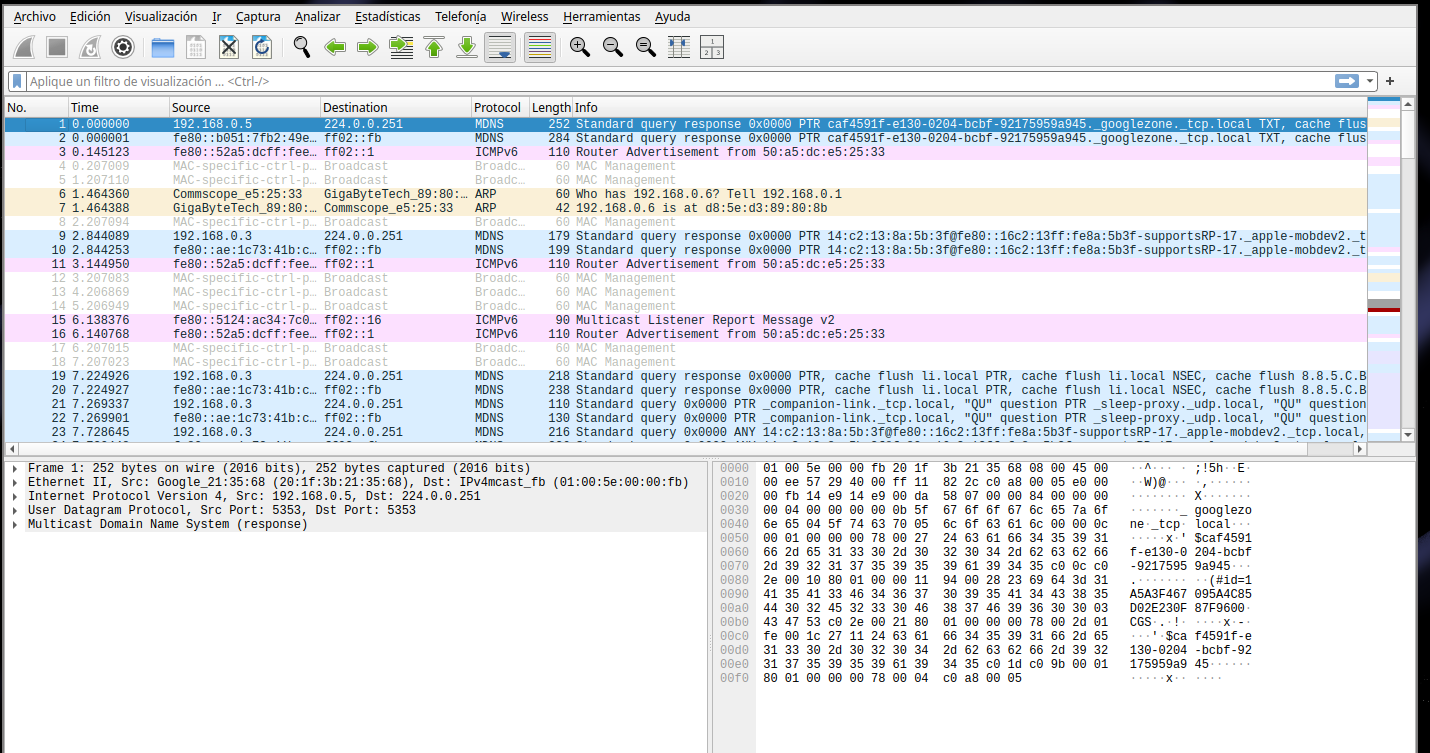 Archivo Edición Visualización Ir Captura Analizar Estadísticas Telefonía Wireless Herramientas Ayuda
Aplique un filtro de visualización ... <Ctrl-/>
No. Time Source Destination Protocol Length Info
1 0.000000 192.168.0.5 224.0.0.251 MDNS 252 Standard query response 0x0000 PTR caf4591f-e130-0204-bcbf-92175959a945._googlezone._tcp.local TXT, cache flus
2 0.000001 fe80::b051:7fb2:49e… ff02::fb MDNS 284 Standard query response 0x0000 PTR caf4591f-e130-0204-bcbf-92175959a945._googlezone._tcp.local TXT, cache flus
3 0.145123 fe80::52a5:dcff:fee… ff02::1 ICMPv6 110 Router Advertisement from 50:a5:dc:e5:25:33
4 0.207009 MAC-specific-ctrl-p… Broadcast Broadc… 60 MAC Management
5 1.207110 MAC-specific-ctrl-p… Broadcast Broadc… 60 MAC Management
6 1.464360 Commscope_e5:25:33 GigaByteTech_89:80:… ARP 60 Who has 192.168.0.6? Tell 192.168.0.1
7 1.464388 GigaByteTech_89:80:… Commscope_e5:25:33 ARP 42 192.168.0.6 is at d8:5e:d3:89:80:8b
8 2.207094 MAC-specific-ctrl-p… Broadcast Broadc… 60 MAC Management
9 2.844089 192.168.0.3 224.0.0.251 MDNS 179 Standard query response 0x0000 PTR 14:c2:13:8a:5b:3f@fe80::16c2:13ff:fe8a:5b3f-supportsRP-17._apple-mobdev2._t
10 2.844253 fe80::ae:1c73:41b:c… ff02::fb MDNS 199 Standard query response 0x0000 PTR 14:c2:13:8a:5b:3f@fe80::16c2:13ff:fe8a:5b3f-supportsRP-17._apple-mobdev2._t
11 3.144950 fe80::52a5:dcff:fee… ff02::1 ICMPv6 110 Router Advertisement from 50:a5:dc:e5:25:33
12 3.207083 MAC-specific-ctrl-p… Broadcast Broadc… 60 MAC Management
13 4.206869 MAC-specific-ctrl-p… Broadcast Broadc… 60 MAC Management
14 5.206949 MAC-specific-ctrl-p… Broadcast Broadc… 60 MAC Management
15 6.138376 fe80::5124:ac34:7c0… ff02::16 ICMPv6 90 Multicast Listener Report Message v2
16 6.140768 fe80::52a5:dcff:fee… ff02::1 ICMPv6 110 Router Advertisement from 50:a5:dc:e5:25:33
17 6.207015 MAC-specific-ctrl-p… Broadcast Broadc… 60 MAC Management
18 7.207023 MAC-specific-ctrl-p… Broadcast Broadc… 60 MAC Management
19 7.224926 192.168.0.3 224.0.0.251 MDNS 218 Standard query response 0x0000 PTR, cache flush li.local PTR, cache flush li.local NSEC, cache flush 8.8.5.C.B
20 7.224927 fe80::ae:1c73:41b:c… ff02::fb MDNS 238 Standard query response 0x0000 PTR, cache flush li.local PTR, cache flush li.local NSEC, cache flush 8.8.5.C.B
21 7.269337 192.168.0.3 224.0.0.251 MDNS 110 Standard query 0x0000 PTR _companion-link._tcp.local, "QU" question PTR _sleep-proxy._udp.local, "QU" question
22 7.269901 fe80::ae:1c73:41b:c… ff02::fb MDNS 130 Standard query 0x0000 PTR _companion-link._tcp.local, "QU" question PTR _sleep-proxy._udp.local, "QU" question
23 7.728645 192.168.0.3 224.0.0.251 MDNS 216 Standard query 0x0000 ANY 14:c2:13:8a:5b:3f@fe80::16c2:13ff:fe8a:5b3f-supportsRP-17._apple-mobdev2._tcp.local,
Frame 1: 252 bytes on wire (2016 bits), 252 bytes captured (2016 bits)
Ethernet II, Src: Google_21:35:68 (20:1f:3b:21:35:68), Dst: IPv4mcast_fb (01:00:5e:00:00:fb)
Internet Protocol Version 4, Src: 192.168.0.5, Dst: 224.0.0.251
User Datagram Protocol, Src Port: 5353, Dst Port: 5353
Multicast Domain Name System (response)
0000 01 00 5e 00 00 fb 20 1f 3b 21 35 68 08 00 45 00 ··^··· · ;!5h··E·
0010 00 ee 57 29 40 00 ff 11 82 2c c0 a8 00 05 e0 00 ··W)@··· ·,······
0020 00 fb 14 e9 14 e9 00 da 58 07 00 00 84 00 00 00 ········ X·······
0030 00 04 00 00 00 00 0b 5f 67 6f 6f 67 6c 65 7a 6f ·······_ googlezo
0040 6e 65 04 5f 74 63 70 05 6c 6f 63 61 6c 00 00 0c ne·_tcp· local···
0050 00 01 00 00 00 78 00 27 24 63 61 66 34 35 39 31 ·····x·' $caf4591
0060 66 2d 65 31 33 30 2d 30 32 30 34 2d 62 63 62 66 f-e130-0 204-bcbf
0070 2d 39 32 31 37 35 39 35 39 61 39 34 35 c0 0c c0 -9217595 9a945···
0080 2e 00 10 80 01 00 00 11 94 00 28 23 69 64 3d 31 .······· ··(#id=1
0090 41 35 41 33 46 34 36 37 30 39 35 41 34 43 38 35 A5A3F467 095A4C85
00a0 44 30 32 45 32 33 30 46 38 37 46 39 36 30 30 03 D02E230F 87F9600·
00b0 43 47 53 c0 2e 00 21 80 01 00 00 00 78 00 2d 01 CGS·.·!· ····x·-·
00c0 fe 00 1c 27 11 24 63 61 66 34 35 39 31 66 2d 65 ···'·$ca f4591f-e
00d0 31 33 30 2d 30 32 30 34 2d 62 63 62 66 2d 39 32 130-0204 -bcbf-92
00e0 31 37 35 39 35 39 61 39 34 35 c0 1d c0 9b 00 01 175959a9 45······
00f0 80 01 00 00 00 78 00 04 c0 a8 00 05 ·····x·· ····